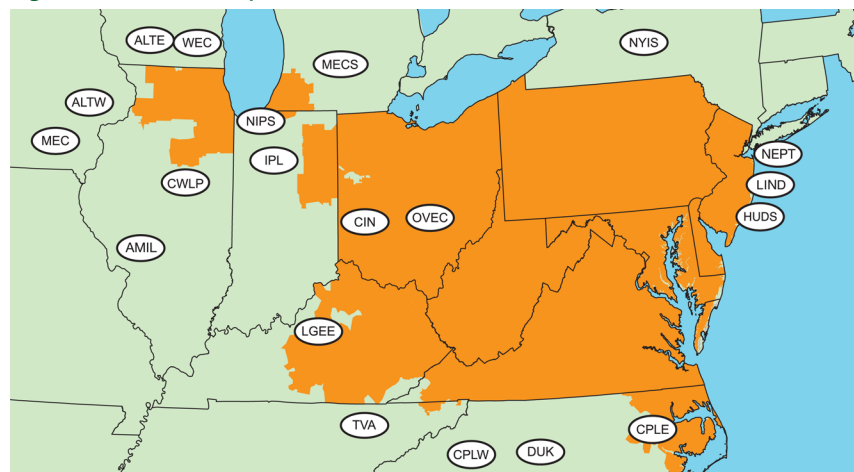 ALTE
WEC
NYIS
MECS
ALTW
NIPS
MEC
IPL
NEPT
CWLP
LIND
CIN
OVEC
HUDS
AMIL
LGEE
TVA
CPLE
CPLW
DUK